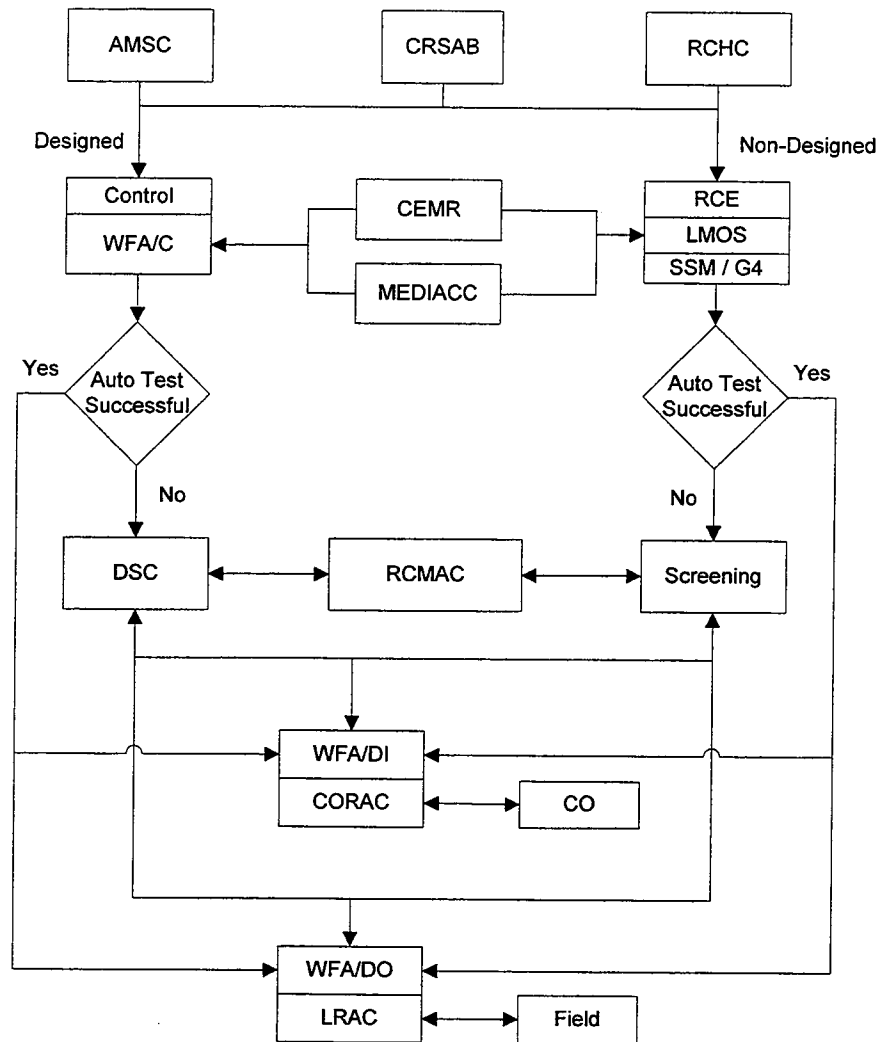 AMSC
CRSAB
RCHC
Designed
Non-Designed
Control
WFA/C
CEMR
MEDIACC
RCE
LMOS
SSM / G4
Yes
Auto Test
Successful
No
Auto Test
Successful
Yes
No
DSC
RCMAC
Screening
WFA/DI
CORAC
CO
WFA/DO
LRAC
Field